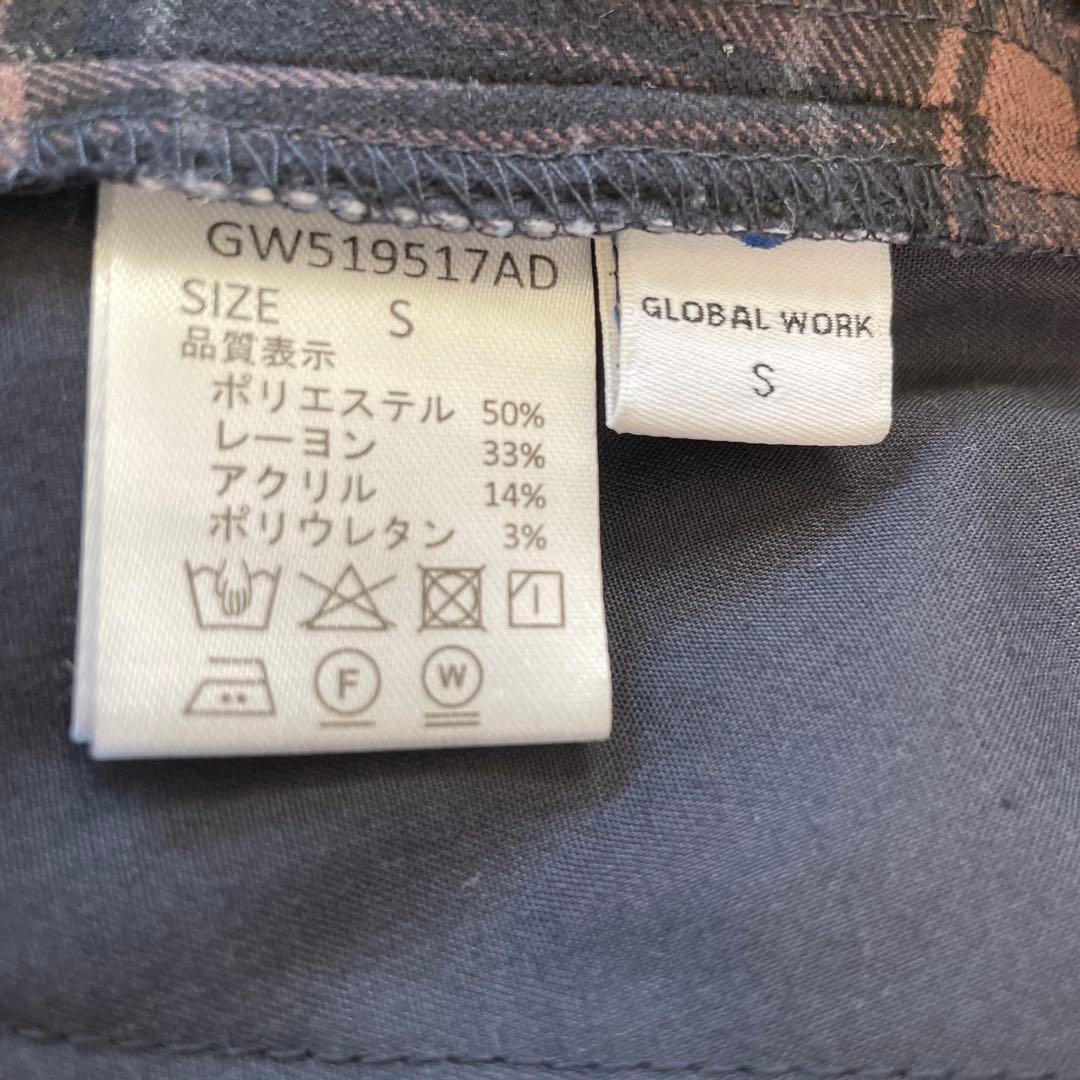 GW519517AD
SIZE S
品質表示
ポリエステル 50%
レーヨン 33%
アクリル 14%
ポリウレタン 3%
F
W
GLOBAL WORK
S